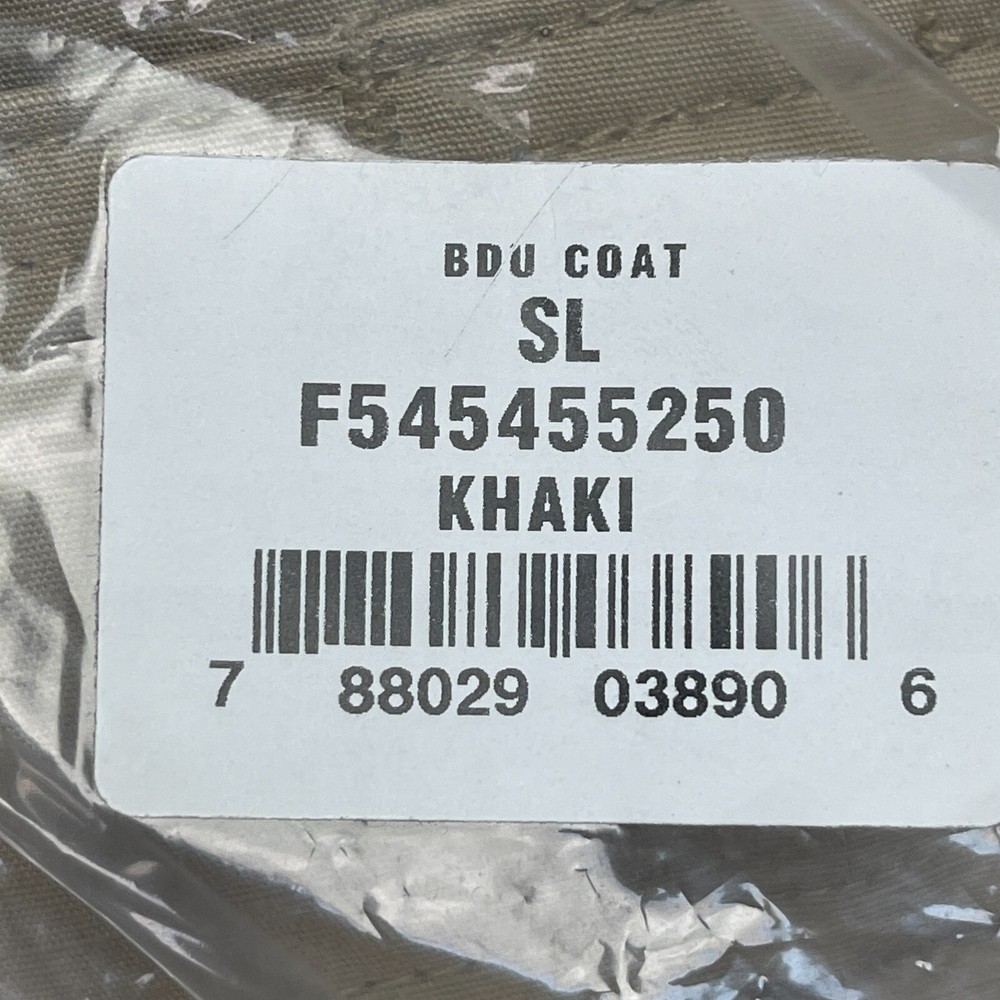 BDU COAT
SL
F545455250
KHAKI
7 88029 03890 6